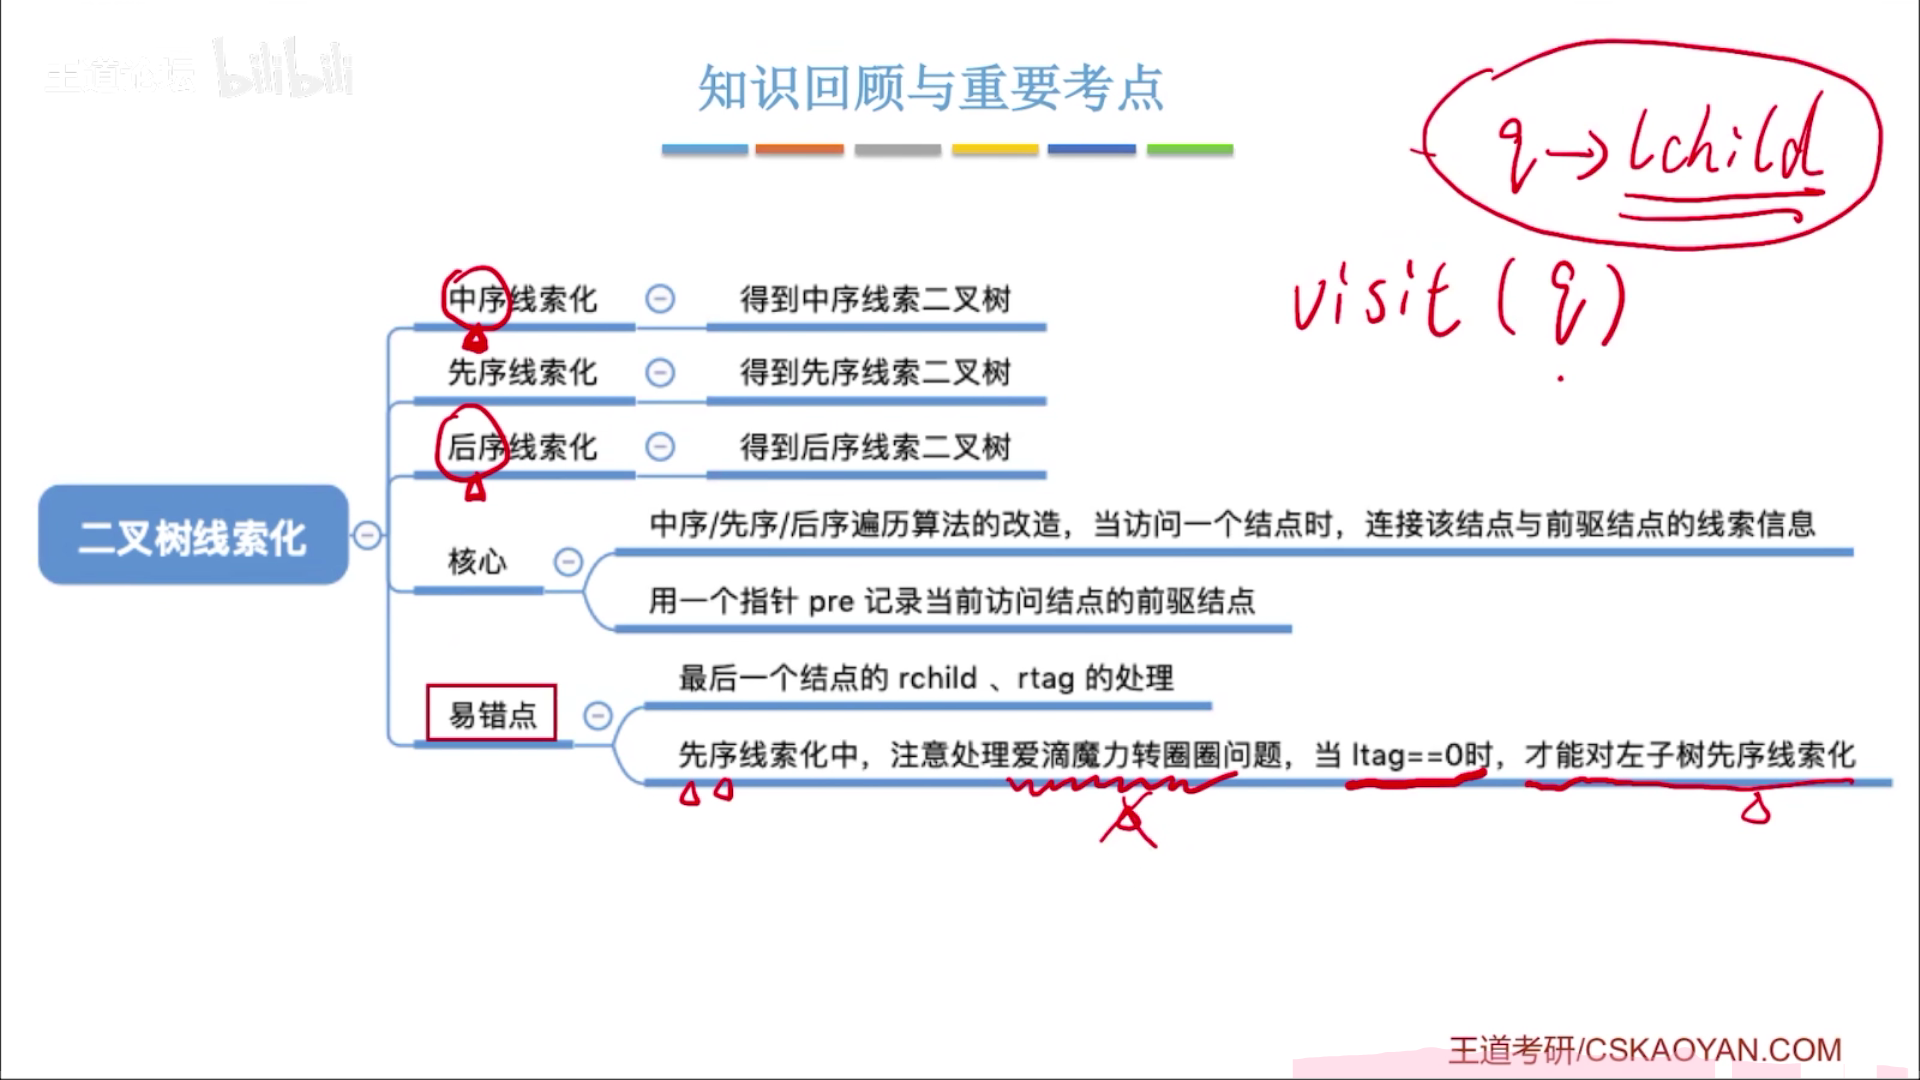 王道论坛 bilibili
知识回顾与重要考点
q→lchild
visit(q)
中序线索化
得到中序线索二叉树
先序线索化
得到先序线索二叉树
后序线索化
得到后序线索二叉树
二叉树线索化
核心
中序/先序/后序遍历算法的改造，当访问一个结点时，连接该结点与前驱结点的线索信息
用一个指针 pre 记录当前访问结点的前驱结点
易错点
最后一个结点的 rchild 、rtag 的处理
先序线索化中，注意处理爱滴魔力转圈圈问题，当 ltag==0时，才能对左子树先序线索化
王道考研/CSKAOYAN.COM